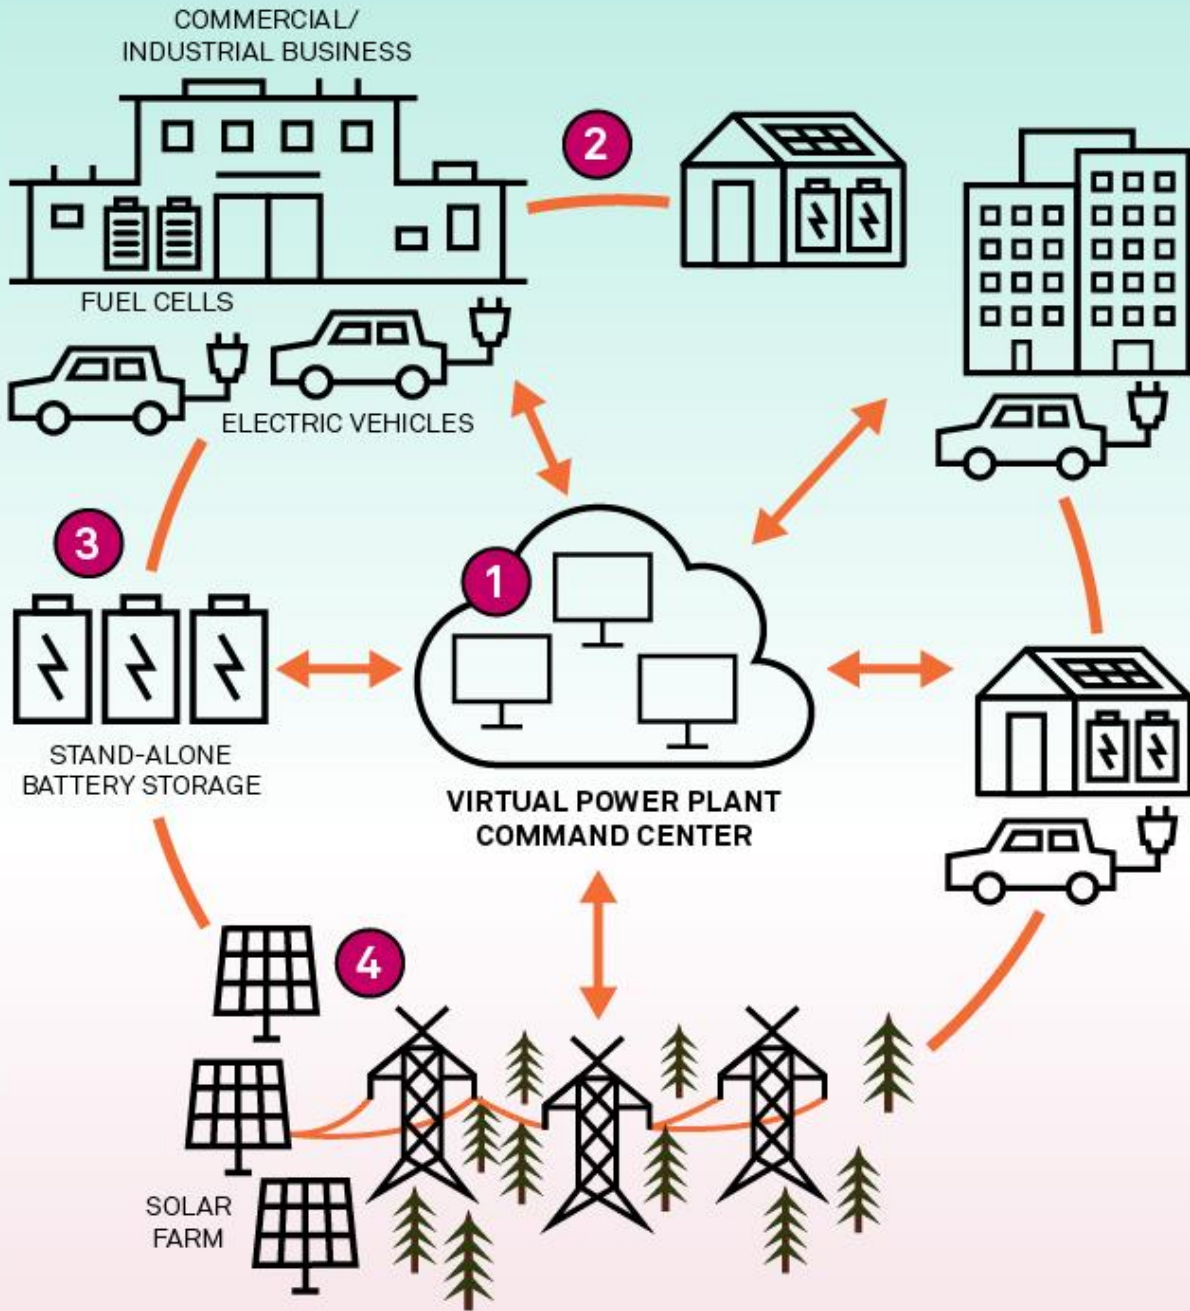 COMMERCIAL/
INDUSTRIAL BUSINESS
2
FUEL CELLS
ELECTRIC VEHICLES
3
1
STAND-ALONE
BATTERY STORAGE
VIRTUAL POWER PLANT
COMMAND CENTER
4
SOLAR
FARM